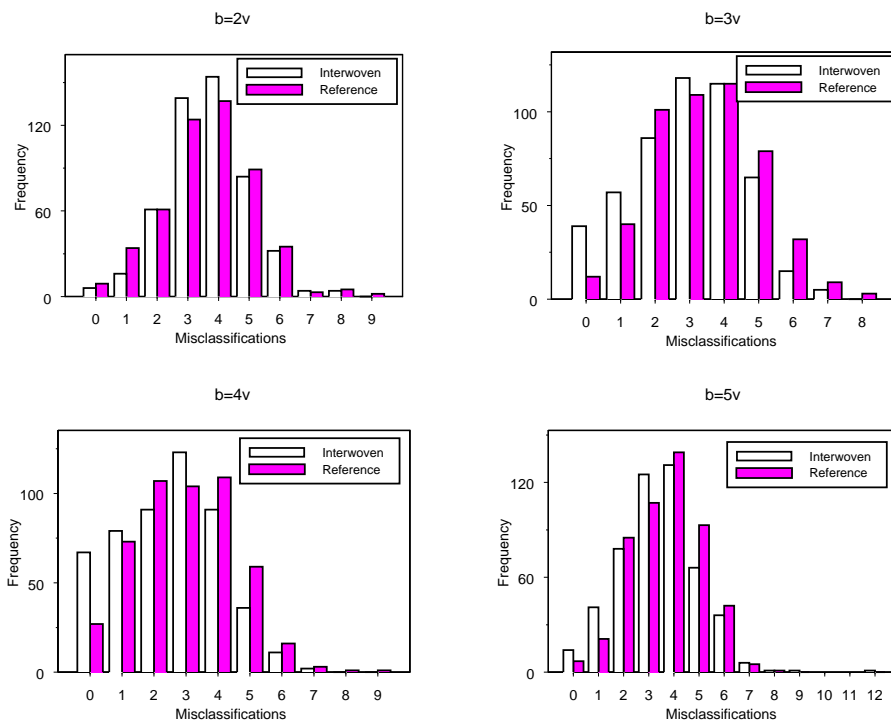 b=2v
Interwoven
Reference
Frequency
120
60
0
0 1 2 3 4 5 6 7 8 9
Misclassifications
b=3v
Interwoven
Reference
Frequency
100
50
0
0 1 2 3 4 5 6 7 8
Misclassifications
b=4v
Interwoven
Reference
Frequency
100
50
0
0 1 2 3 4 5 6 7 8 9
Misclassifications
b=5v
Interwoven
Reference
Frequency
120
60
0
0 1 2 3 4 5 6 7 8 9 10 11 12
Misclassifications